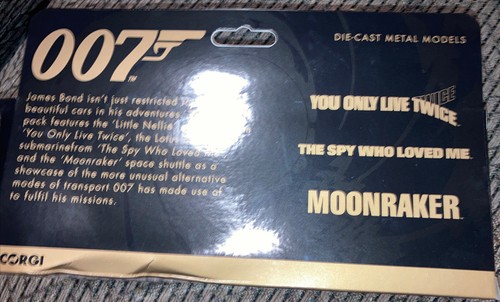 007 TM
James Bond isn't just restricted
beautiful cars in his adventures
pack features the 'Little Nellie'
'You Only Live Twice', the Lotus
submarinefrom 'The Spy Who Loved
and the 'Moonraker' space shuttle as a
showcase of the more unusual alternative
modes of transport 007 has made use of
to fulfil his missions.
CORGI
DIE-CAST METAL MODELS
YOU ONLY LIVE TWICE
THE SPY WHO LOVED ME
MOONRAKER